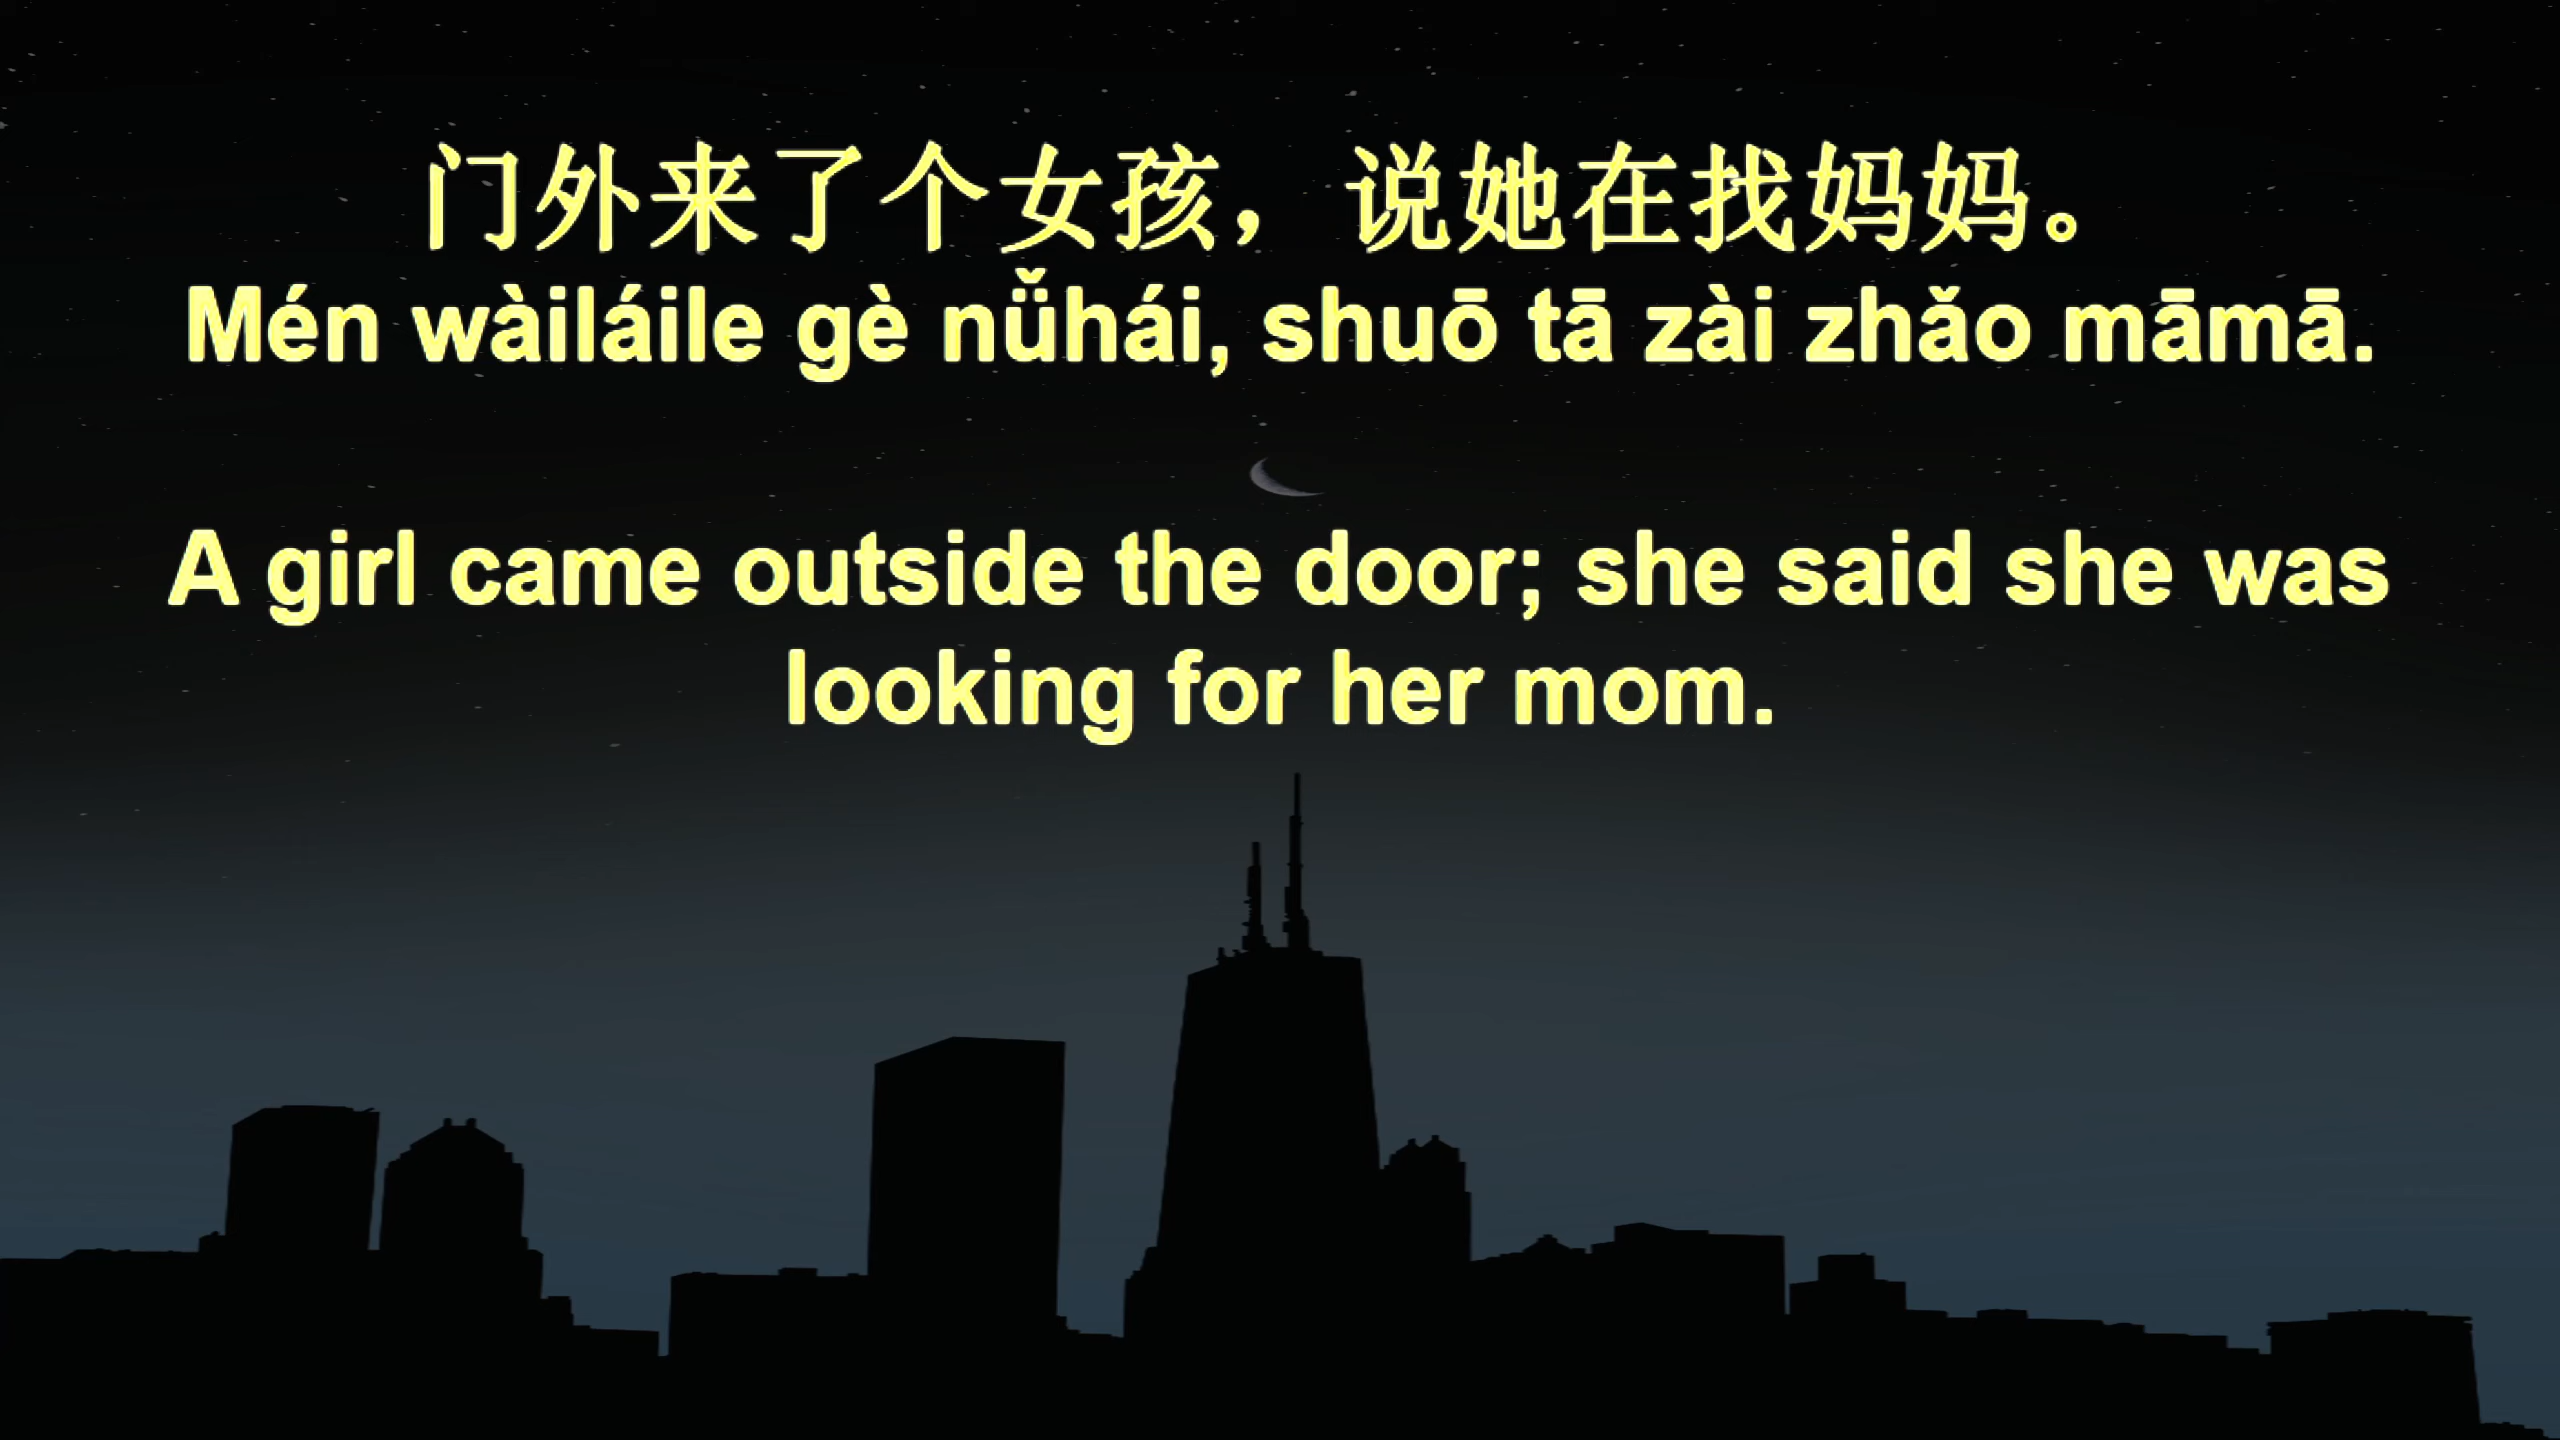 门外来了个女孩，说她在找妈妈。
Mén wàiláile gè nǚhái, shuō tā zài zhǎo māmā.
A girl came outside the door; she said she was
looking for her mom.